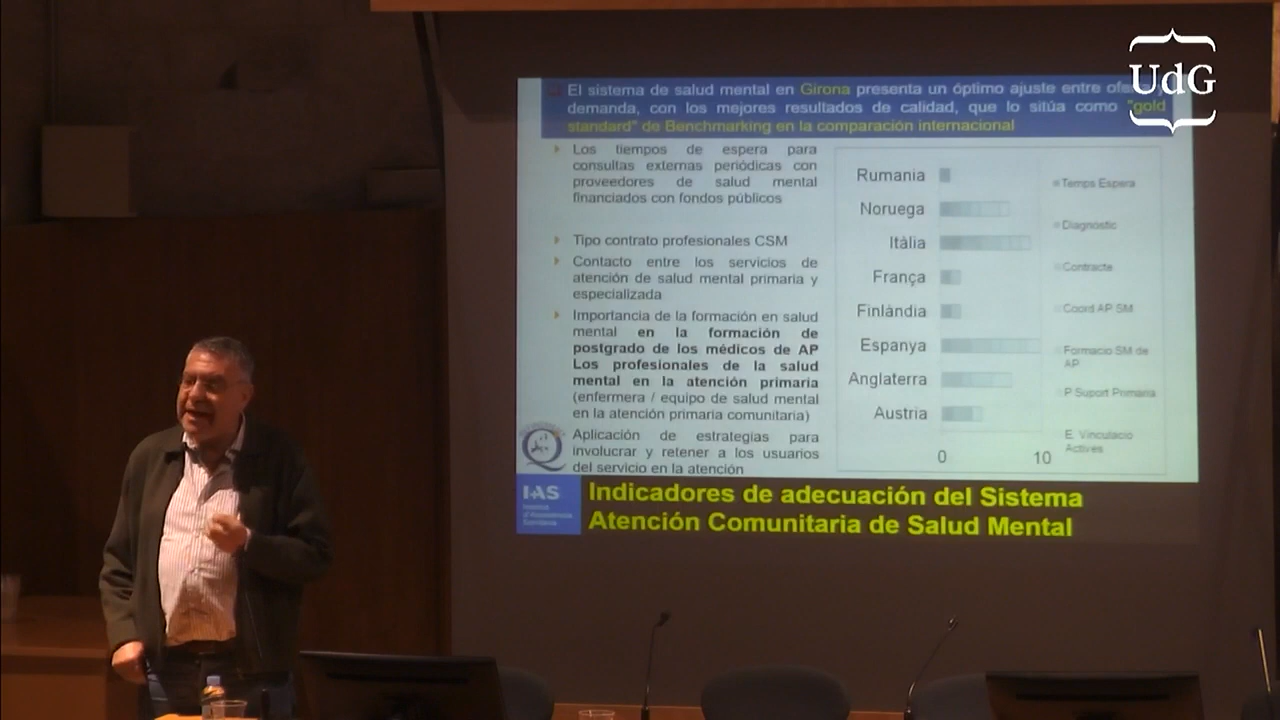 UdG
El sistema de salud mental en Girona presenta un óptimo ajuste entre
demanda, con los mejores resultados de calidad, que lo sitúa como "gold
standard" de Benchmarking en la comparación internacional
Los tiempos de espera para
consultas externas periódicas con
proveedores de salud mental
financiados con fondos públicos
Tipo contrato profesionales CSM
Contacto entre los servicios de
atención de salud mental primaria y
especializada
Importancia de la formación en salud
mental en la formación de
postgrado de los médicos de AP
Los profesionales de la salud
mental en la atención primaria
(enfermera / equipo de salud mental
en la atención primaria comunitaria)
Aplicación de estrategias para
involucrar y retener a los usuarios
del servicio en la atención
Rumania
Noruega
Itàlia
França
Finlàndia
Espanya
Anglaterra
Austria
0 10
Temps Espera
Diagnòstic
Contracte
Coord AP SM
Formacio SM de
AP
P Suport Primaria
E. Vinculacio
Actives
IAS
Indicadores de adecuación del Sistema
Atención Comunitaria de Salud Mental